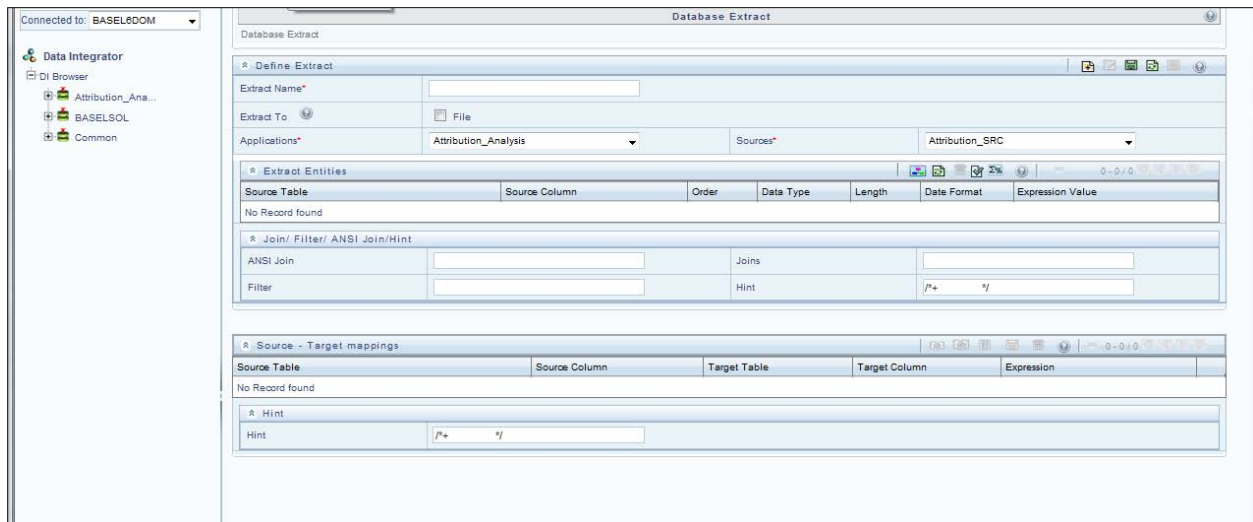 Connected to: BASEL6DOM
Data Integrator
DI Browser
Attribution_Ana...
BASELSOL
Common
Database Extract
Database Extract
Define Extract
Extract Name*
Extract To File
Applications* Attribution_Analysis Sources* Attribution_SRC
Extract Entities 0-0/0
Source Table Source Column Order Data Type Length Date Format Expression Value
No Record found
Join/ Filter/ ANSI Join/Hint
ANSI Join Joins
Filter Hint /*+ */
Source - Target mappings 0-0/0
Source Table Source Column Target Table Target Column Expression
No Record found
Hint
Hint /*+ */